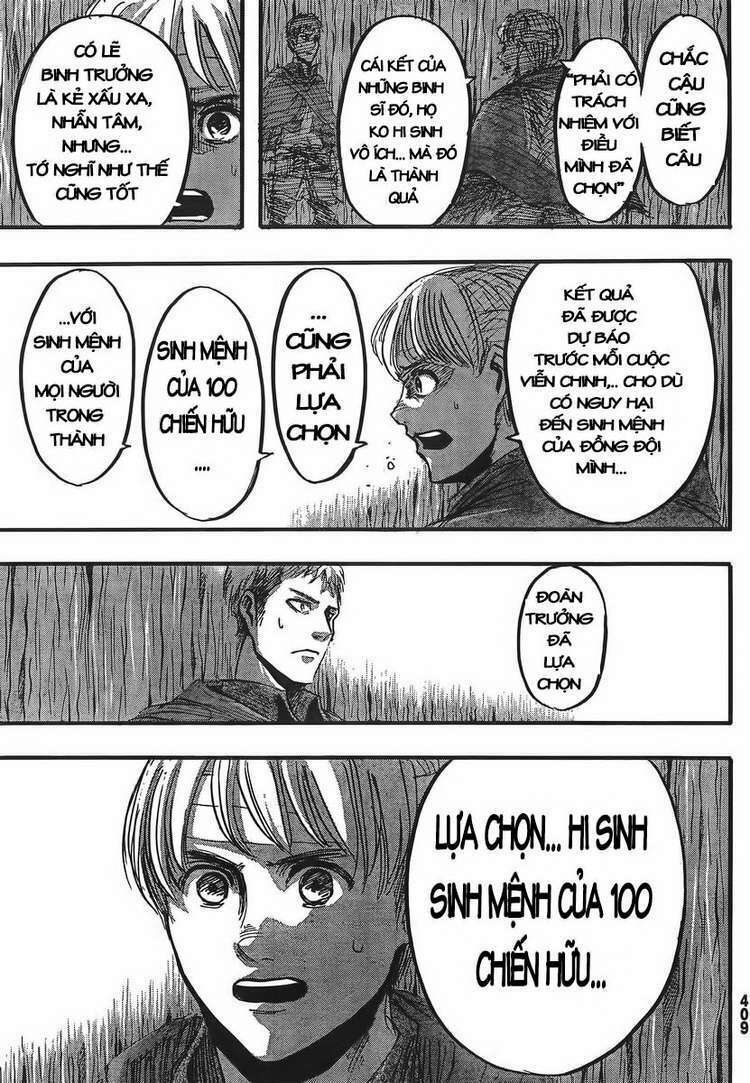 CHẮC
CẬU
CŨNG
BIẾT
CÂU
“PHẢI CÓ
TRÁCH
NHIỆM VỚI
ĐIỀU
MÌNH ĐÃ
CHỌN”
CÁI KẾT CỦA
NHỮNG BINH
SĨ ĐÓ, HỌ
KO HI SINH
VÔ ÍCH... MÀ ĐÓ
LÀ THÀNH
QUẢ
CÓ LẼ
BINH TRƯỞNG
LÀ KẺ XẤU XA,
NHẪN TÂM,
NHƯNG...
TỚ NGHĨ NHƯ THẾ
CŨNG TỐT
KẾT QUẢ
ĐÃ ĐƯỢC
DỰ BÁO
TRƯỚC MỖI CUỘC
VIỄN CHINH,.. CHO DÙ
CÓ NGUY HẠI
ĐẾN SINH MỆNH
CỦA ĐỒNG ĐỘI
MÌNH...
...
CŨNG
PHẢI
LỰA
CHỌN
SINH MỆNH
CỦA 100
CHIẾN HỮU
....
...VỚI
SINH MỆNH
CỦA
MỌI NGƯỜI
TRONG
THÀNH
ĐOÀN
TRƯỞNG
ĐÃ
LỰA
CHỌN
LỰA CHỌN... HI SINH
SINH MỆNH CỦA 100
CHIẾN HỮU...
409